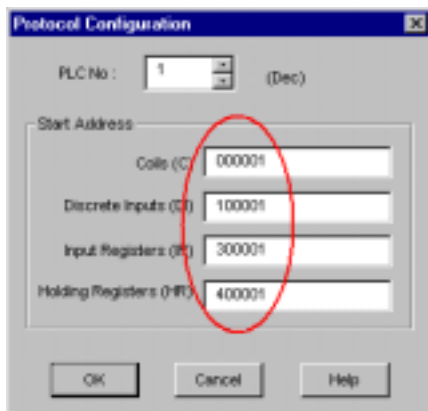 Protocol Configuration
PLC No : 1 (Dec)
Start Address
Coils (C) 000001
Discrete Inputs (DI) 100001
Input Registers (IR) 300001
Holding Registers (HR) 400001
OK Cancel Help